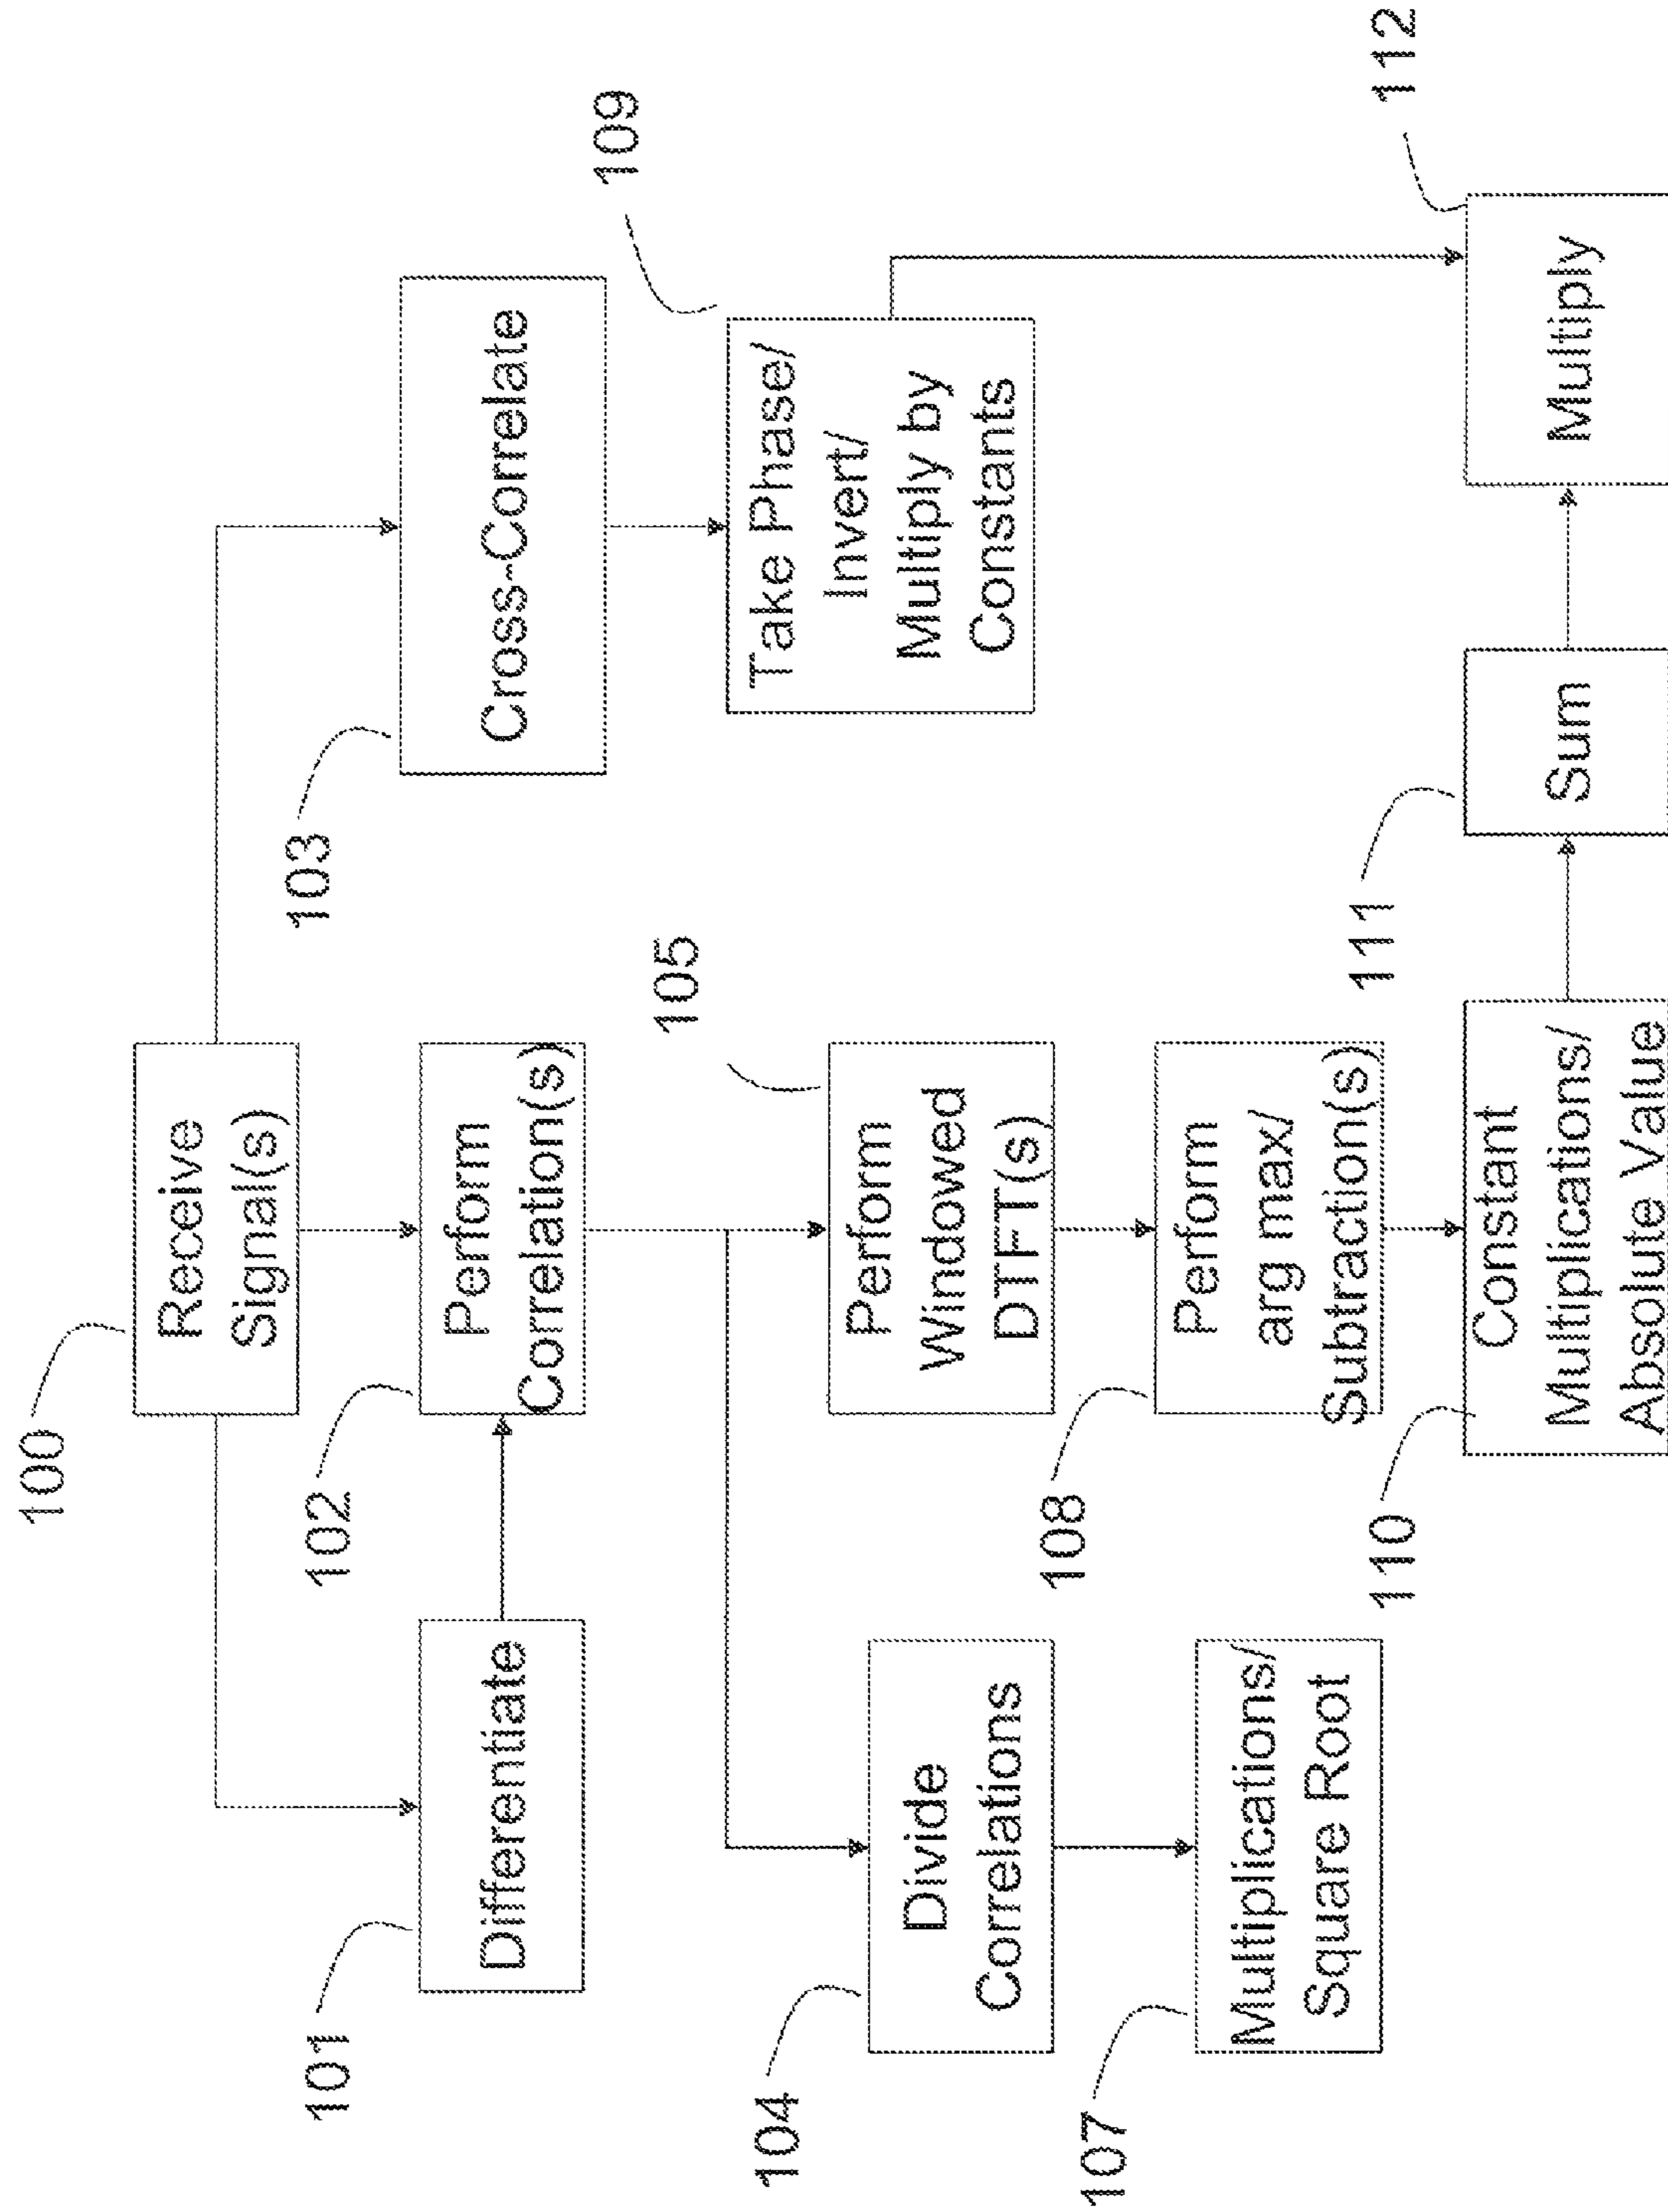 100
Receive
Signal(s)
101
Differentiate
102
Perform
Correlation(s)
103
Cross-Correlate
104
Divide
Correlations
105
Perform
Windowed
DTFT(s)
109
Take Phase/
Invert/
Multiply by
Constants
107
Multiplications/
Square Root
108
Perform
arg max/
Subtraction(s)
110
Constant
Multiplications/
Absolute Value
111
Sum
112
Multiply